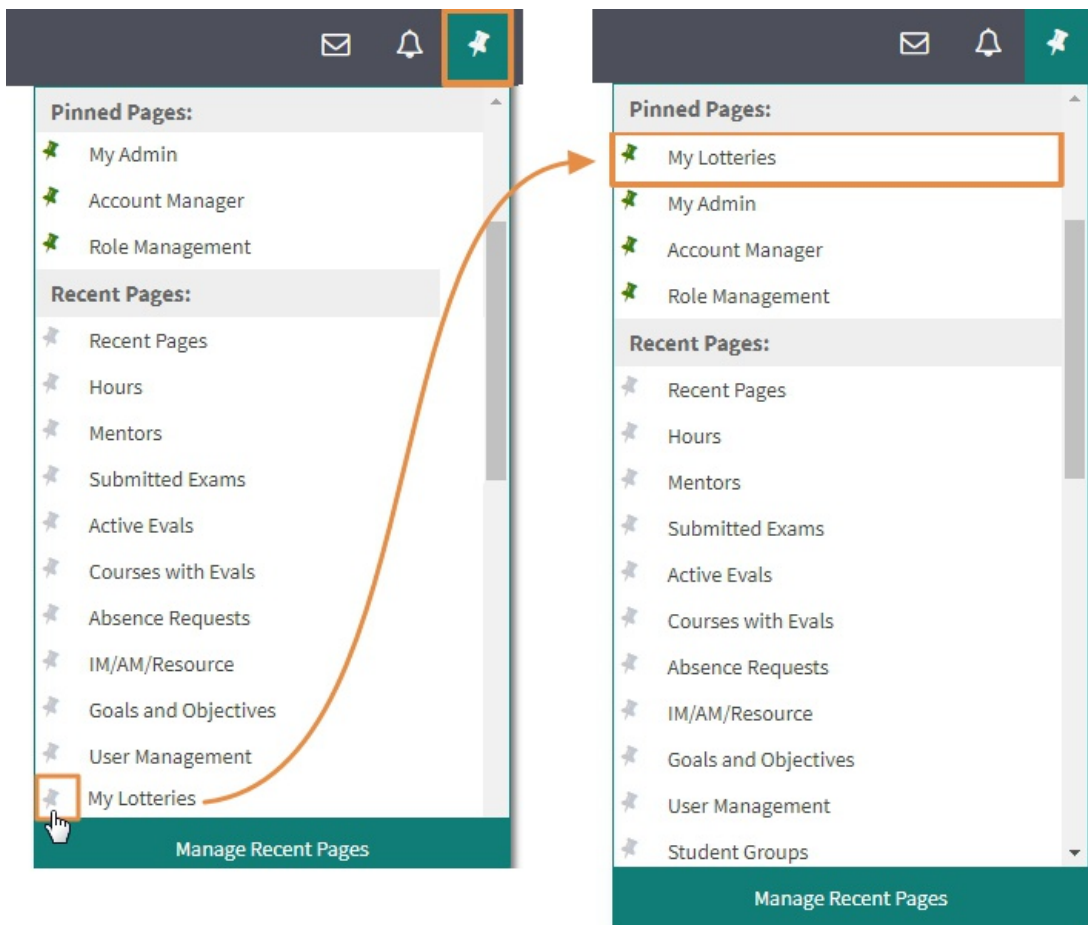 Pinned Pages:
My Admin
Account Manager
Role Management
Recent Pages:
Recent Pages
Hours
Mentors
Submitted Exams
Active Evals
Courses with Evals
Absence Requests
IM/AM/Resource
Goals and Objectives
User Management
My Lotteries
Manage Recent Pages
Pinned Pages:
My Lotteries
My Admin
Account Manager
Role Management
Recent Pages:
Recent Pages
Hours
Mentors
Submitted Exams
Active Evals
Courses with Evals
Absence Requests
IM/AM/Resource
Goals and Objectives
User Management
Student Groups
Manage Recent Pages